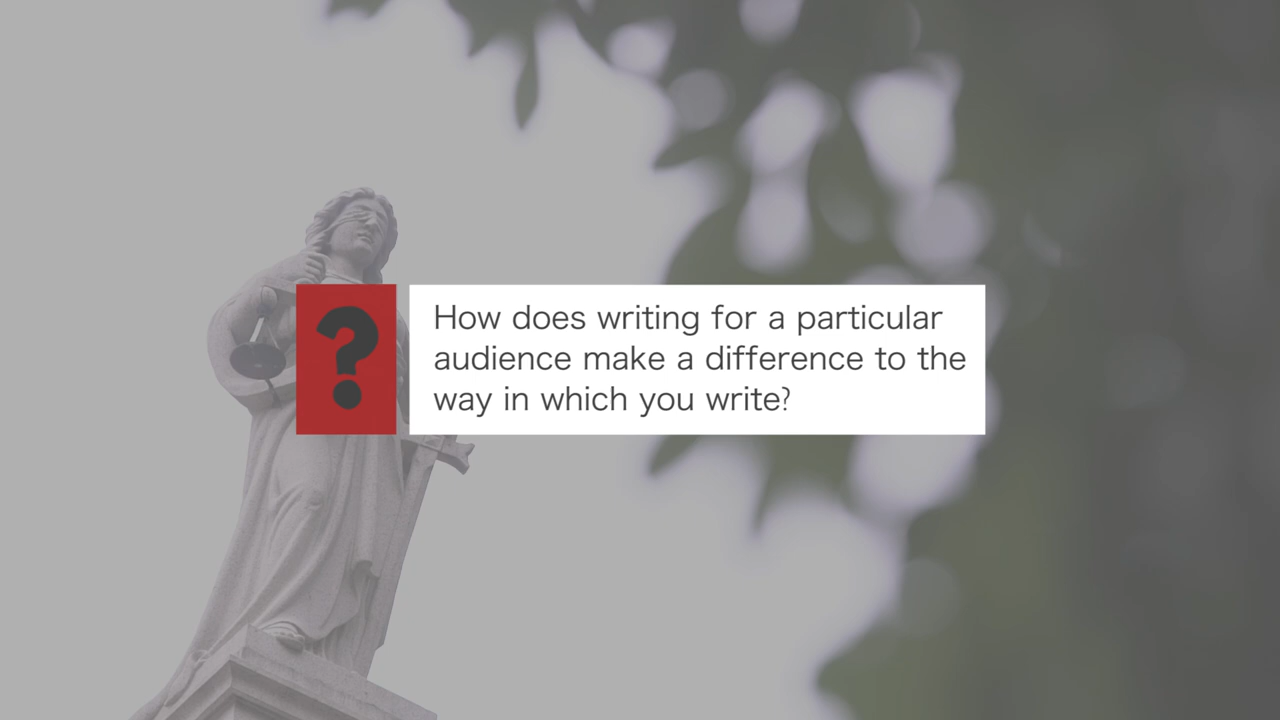 ?
How does writing for a particular
audience make a difference to the
way in which you write?